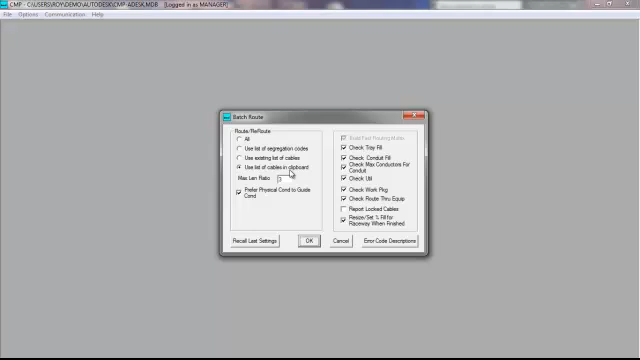 CMP - C:\USERS\ROY\DEMO\AUTODESK\CMP-ADESK.MDB [Logged in as MANAGER]
File Options Communication Help
Batch Route
Route/ReRoute
All
Use list of segregation codes
Use existing list of cables
Use list of cables in clipboard
Max Len Ratio 3
Prefer Physical Cond to Guide
Cond
Build Fast Routing Matrix
Check Tray Fill
Check Conduit Fill
Check Max Conductors For
Conduit
Check Util
Check Work Pkg
Check Route Thru Equip
Report Locked Cables
Resize/Set % Fill for
Raceway When Finished
Recall Last Settings OK Cancel Error Code Descriptions